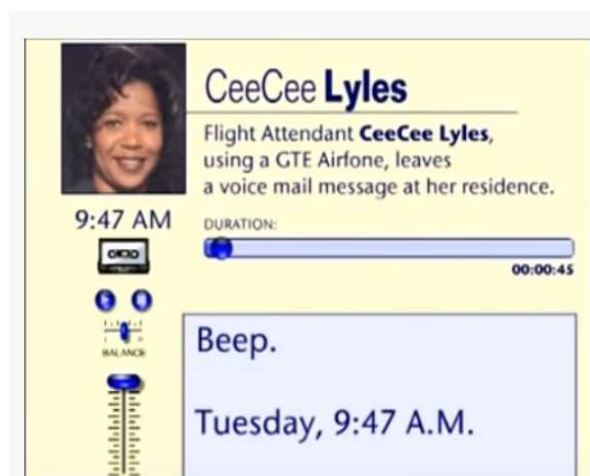 CeeCee Lyles
Flight Attendant CeeCee Lyles,
using a GTE Airfone, leaves
a voice mail message at her residence.
9:47 AM
DURATION:
00:00:45
BALANCE
Beep.
Tuesday, 9:47 A.M.